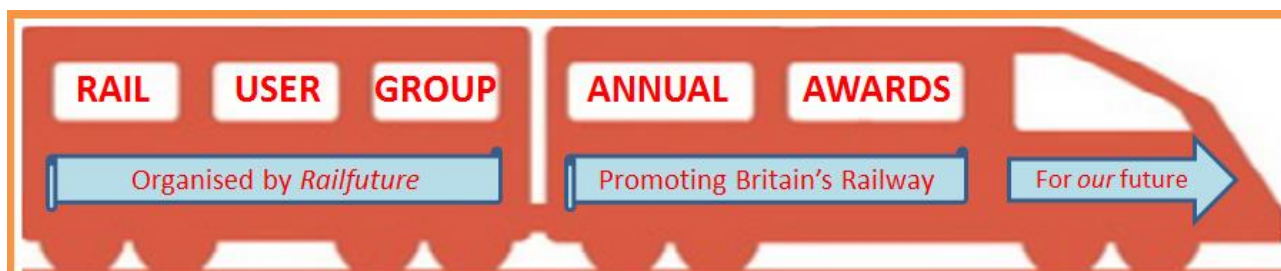 RAIL USER GROUP ANNUAL AWARDS
Organised by Railfuture
Promoting Britain's Railway
For our future